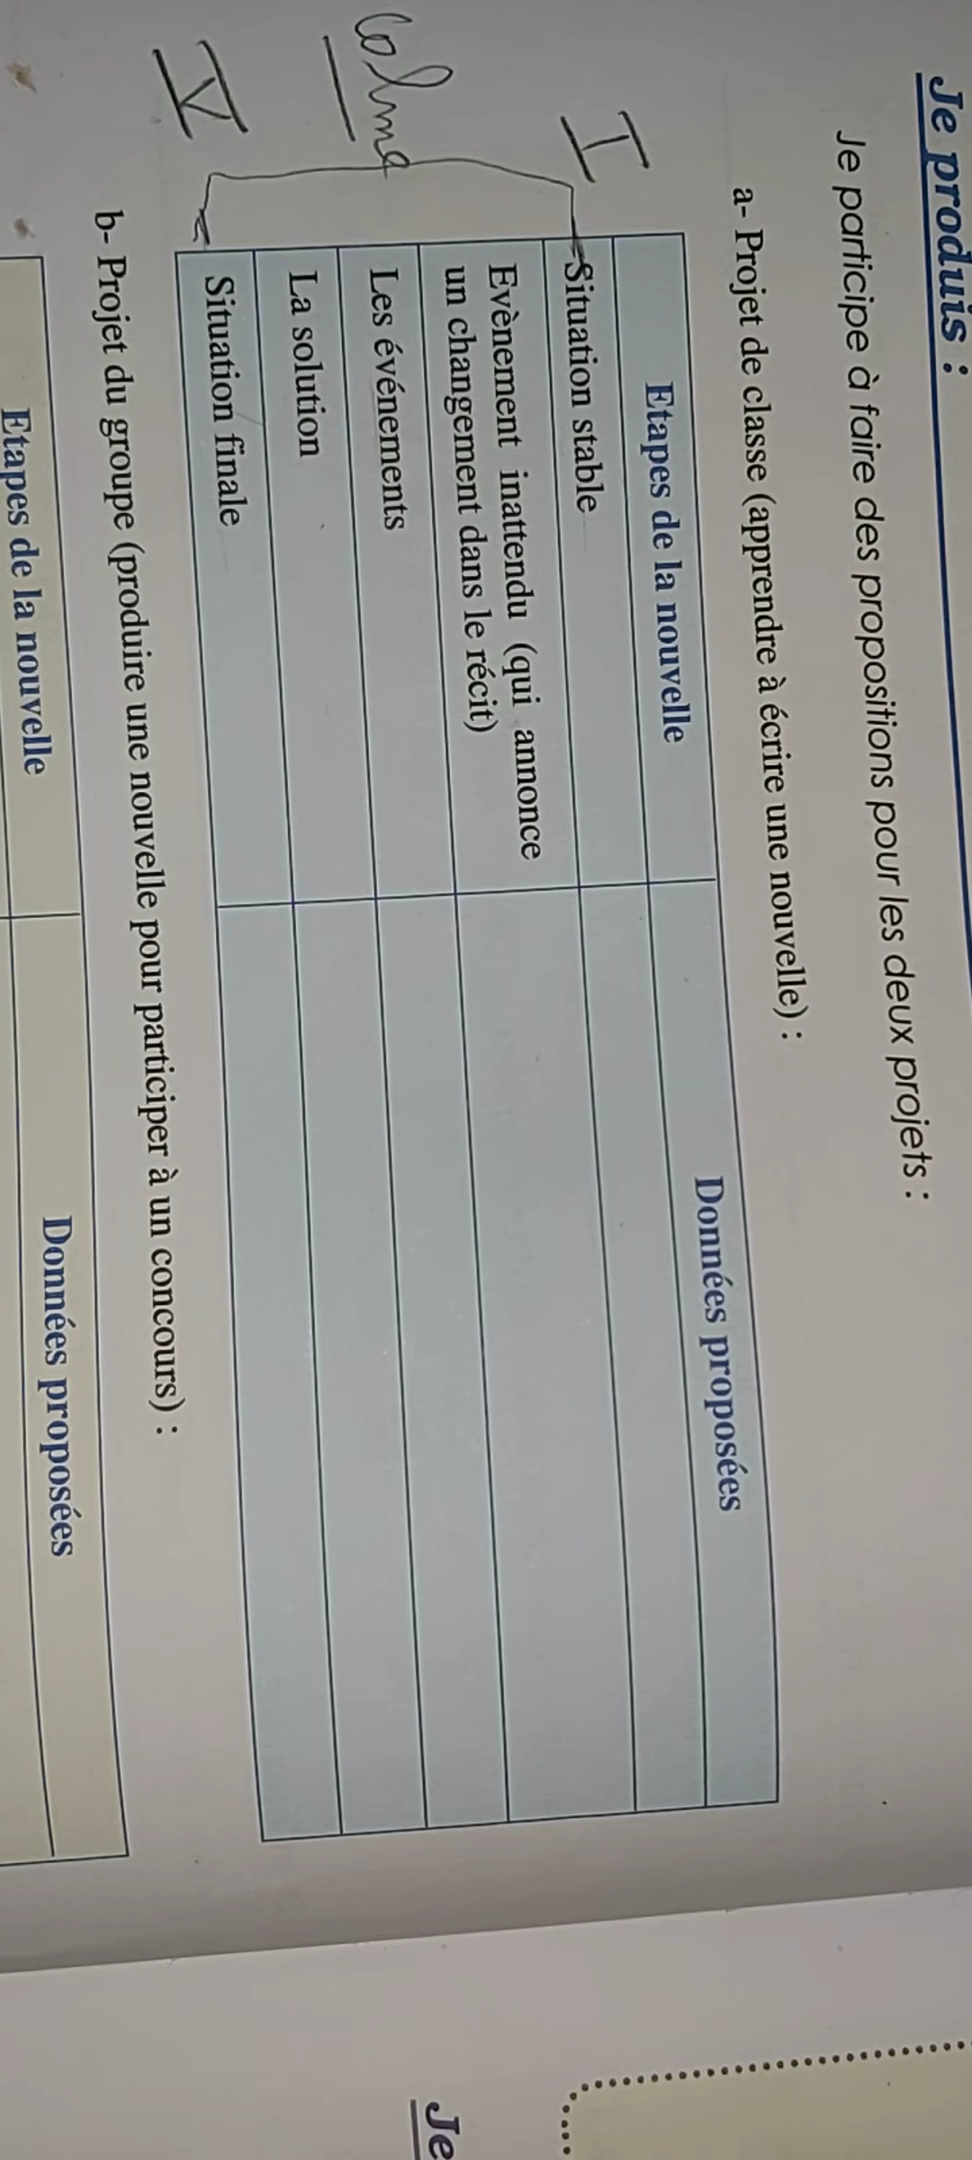 Je produis :
Je participe à faire des propositions pour les deux projets :
a- Projet de classe (apprendre à écrire une nouvelle) :
I
Etapes de la nouvelle Données proposées
Situation stable
Evènement inattendu (qui annonce
un changement dans le récit)
Les événements
La solution
Situation finale
V
b- Projet du groupe (produire une nouvelle pour participer à un concours) :
Etapes de la nouvelle Données proposées
Je